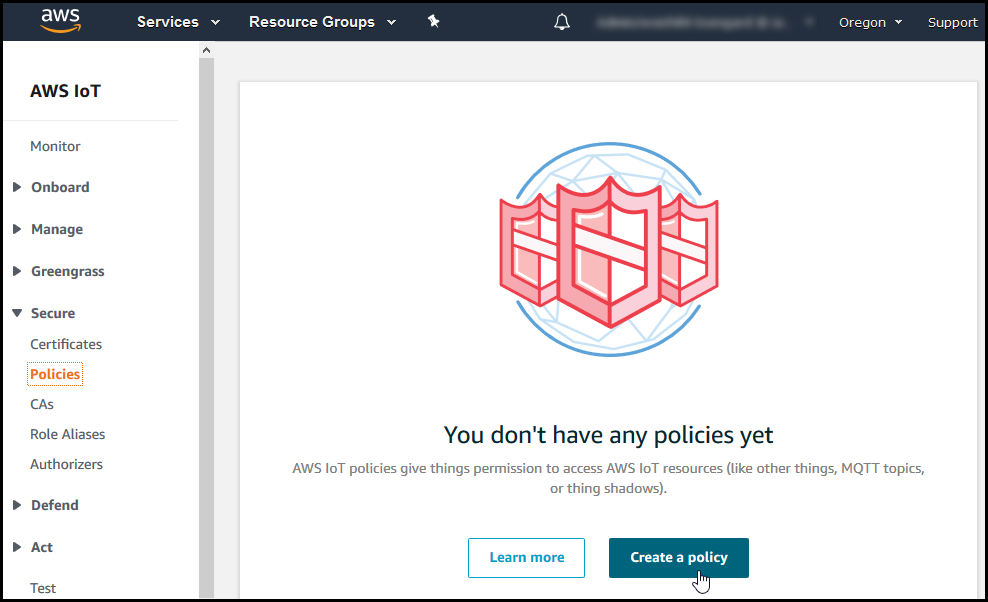 aws
Services
Resource Groups
Oregon
Support
AWS IoT
Monitor
Onboard
Manage
Greengrass
Secure
Certificates
Policies
CAs
Role Aliases
Authorizers
Defend
Act
Test
You don't have any policies yet
AWS IoT policies give things permission to access AWS IoT resources (like other things, MQTT topics,
or thing shadows).
Learn more
Create a policy